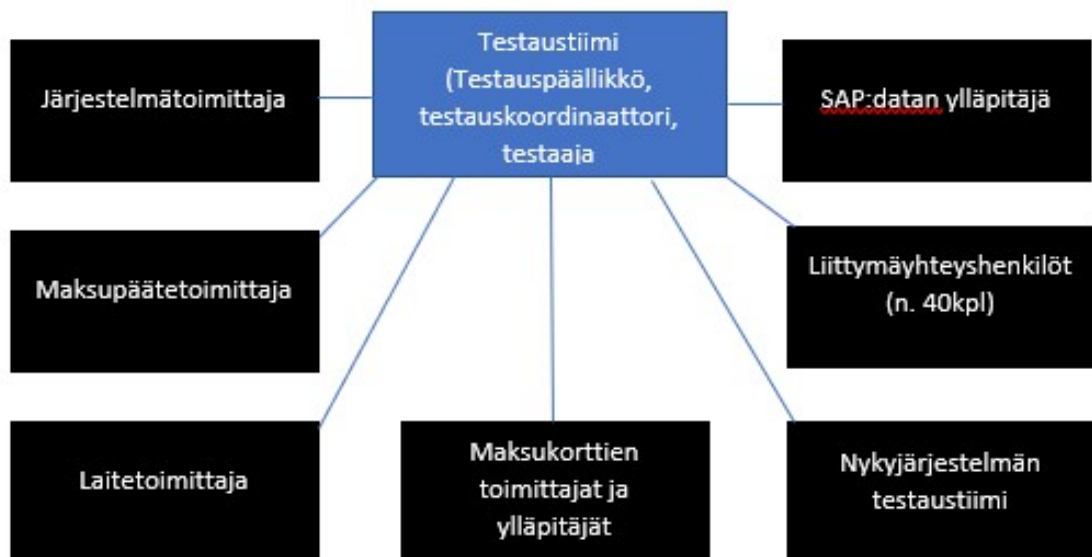 Testaustiimi
(Testauspäällikkö,
testauskoordinaattori,
testaaja
Järjestelmätoimittaja
SAP:datan ylläpitäjä
Maksupäätetoimittaja
Liittymäyhteyshenkilöt
(n. 40kpl)
Laitetoimittaja
Maksukorttien
toimittajat ja
ylläpitäjät
Nykyjärjestelmän
testaustiimi